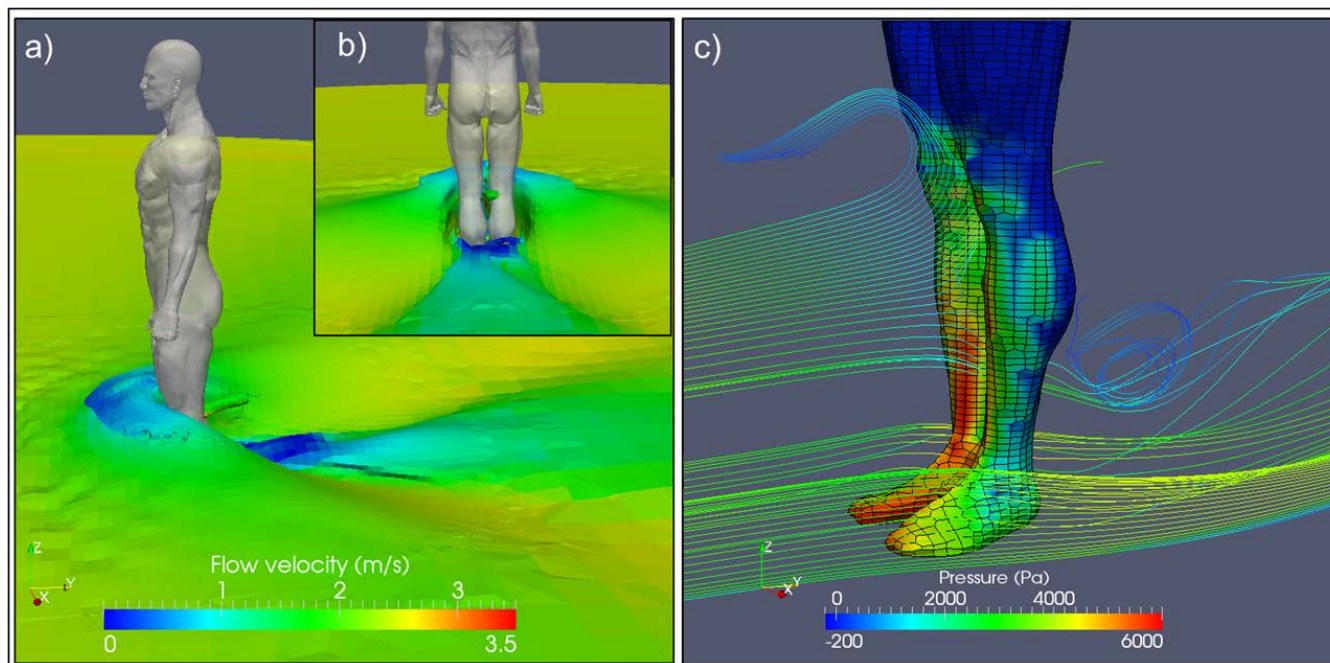 a)
b)
c)
Z
Y
X
Flow velocity (m/s)
1 2 3
0 3.5
Z
Y
X
Pressure (Pa)
0 2000 4000
-200 6000